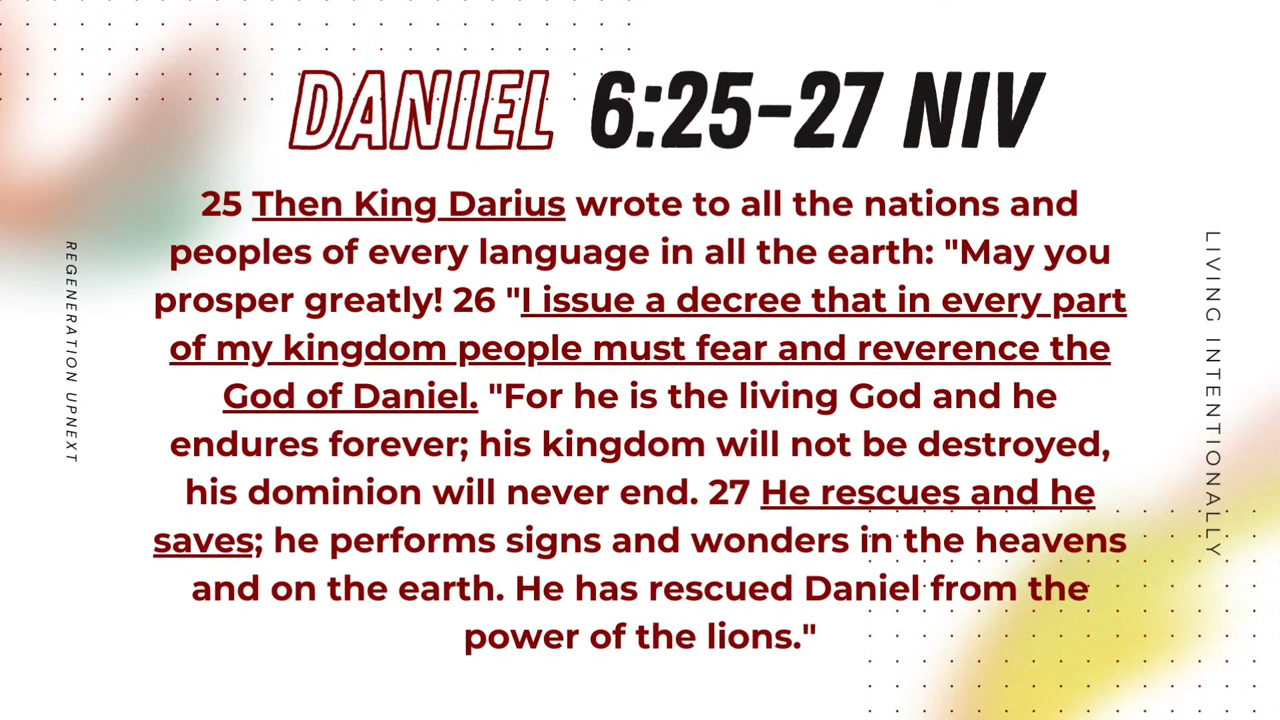 DANIEL 6:25-27 NIV
25 Then King Darius wrote to all the nations and
peoples of every language in all the earth: "May you
prosper greatly! 26 "I issue a decree that in every part
of my kingdom people must fear and reverence the
God of Daniel. "For he is the living God and he
endures forever; his kingdom will not be destroyed,
his dominion will never end. 27 He rescues and he
saves; he performs signs and wonders in the heavens
and on the earth. He has rescued Daniel from the
power of the lions."
REGENERATION UPNEXT
LIVING INTENTIONALLY